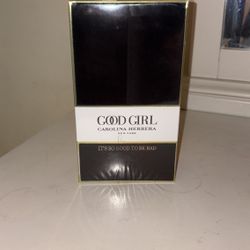 GOOD GIRL
CAROLINA HERRERA
NEW YORK
IT'S SO GOOD TO BE BAD